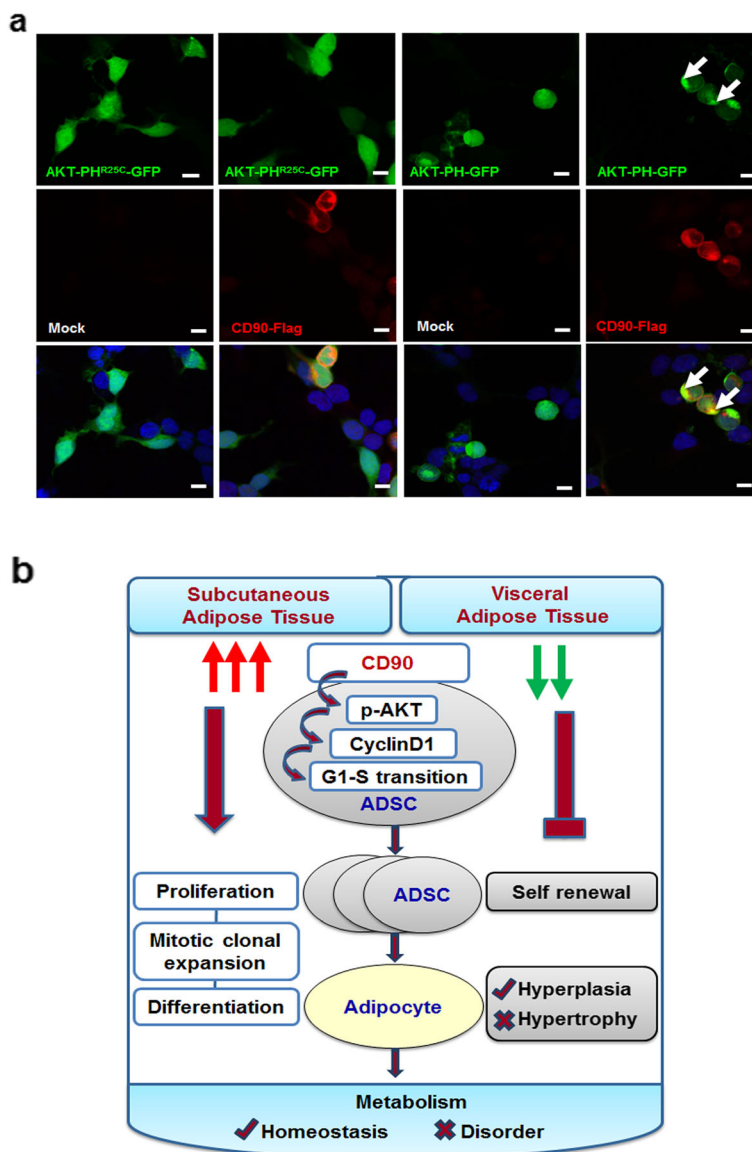 a
AKT-PHR25C-GFP
AKT-PHR25C-GFP
AKT-PH-GFP
AKT-PH-GFP
Mock
CD90-Flag
Mock
CD90-Flag
b
Subcutaneous
Adipose Tissue
Visceral
Adipose Tissue
CD90
p-AKT
CyclinD1
G1-S transition
ADSC
Proliferation
ADSC
Self renewal
Mitotic clonal
expansion
Differentiation
Adipocyte
Hyperplasia
Hypertrophy
Metabolism
Homeostasis
Disorder